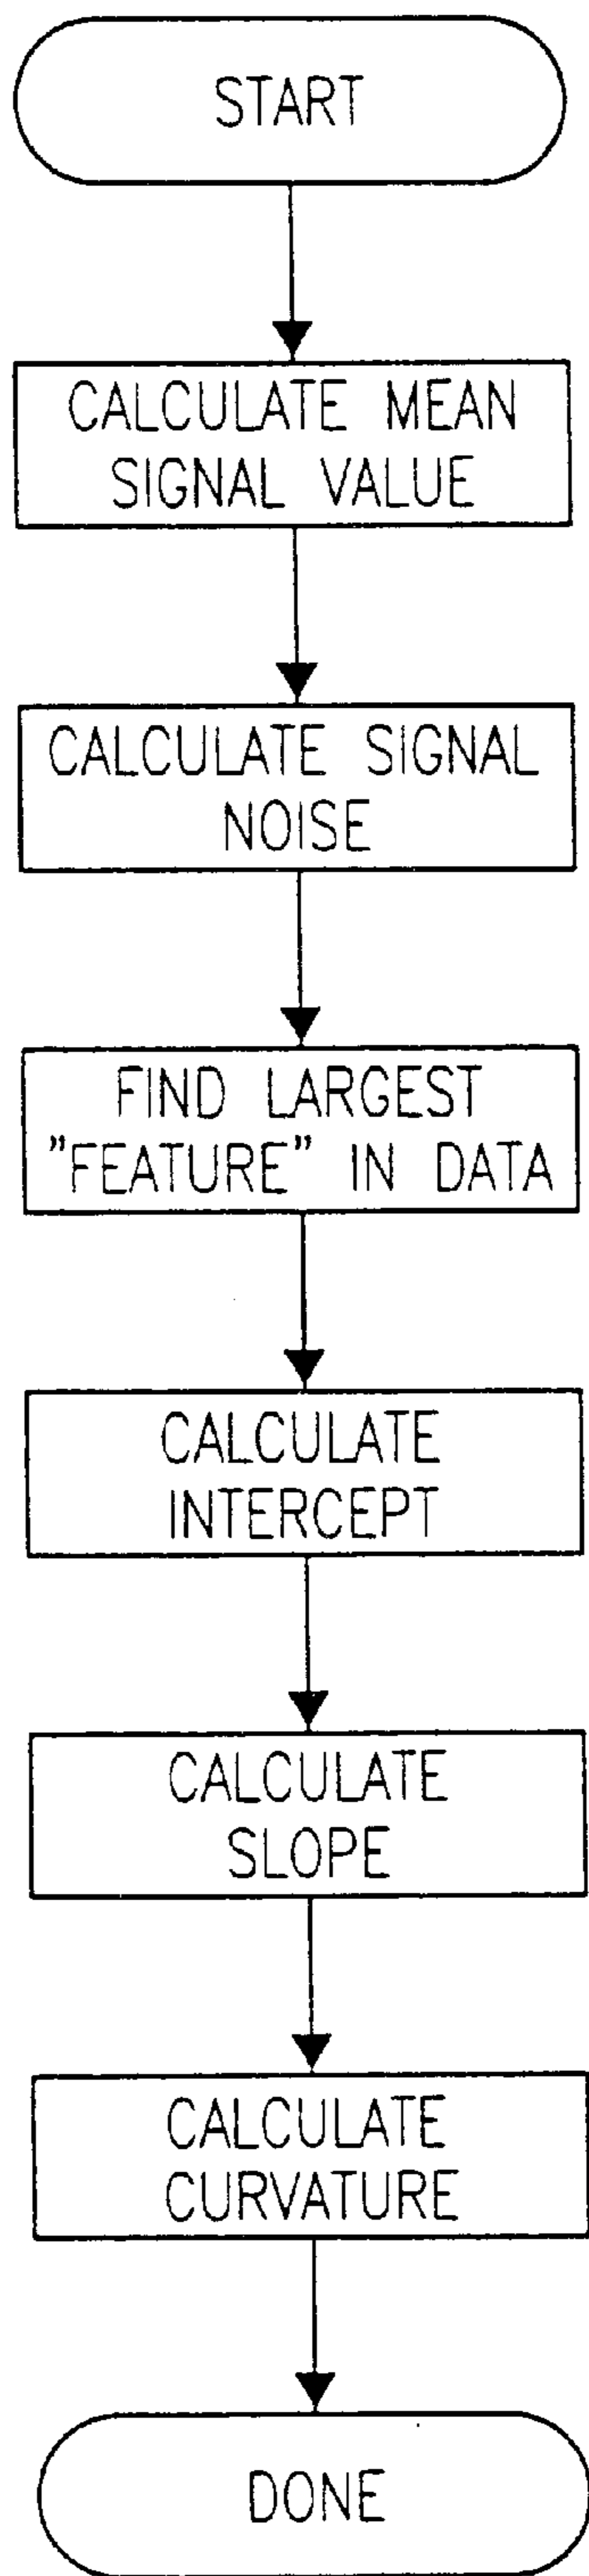 START
CALCULATE MEAN
SIGNAL VALUE
CALCULATE SIGNAL
NOISE
FIND LARGEST
"FEATURE" IN DATA
CALCULATE
INTERCEPT
CALCULATE
SLOPE
CALCULATE
CURVATURE
DONE